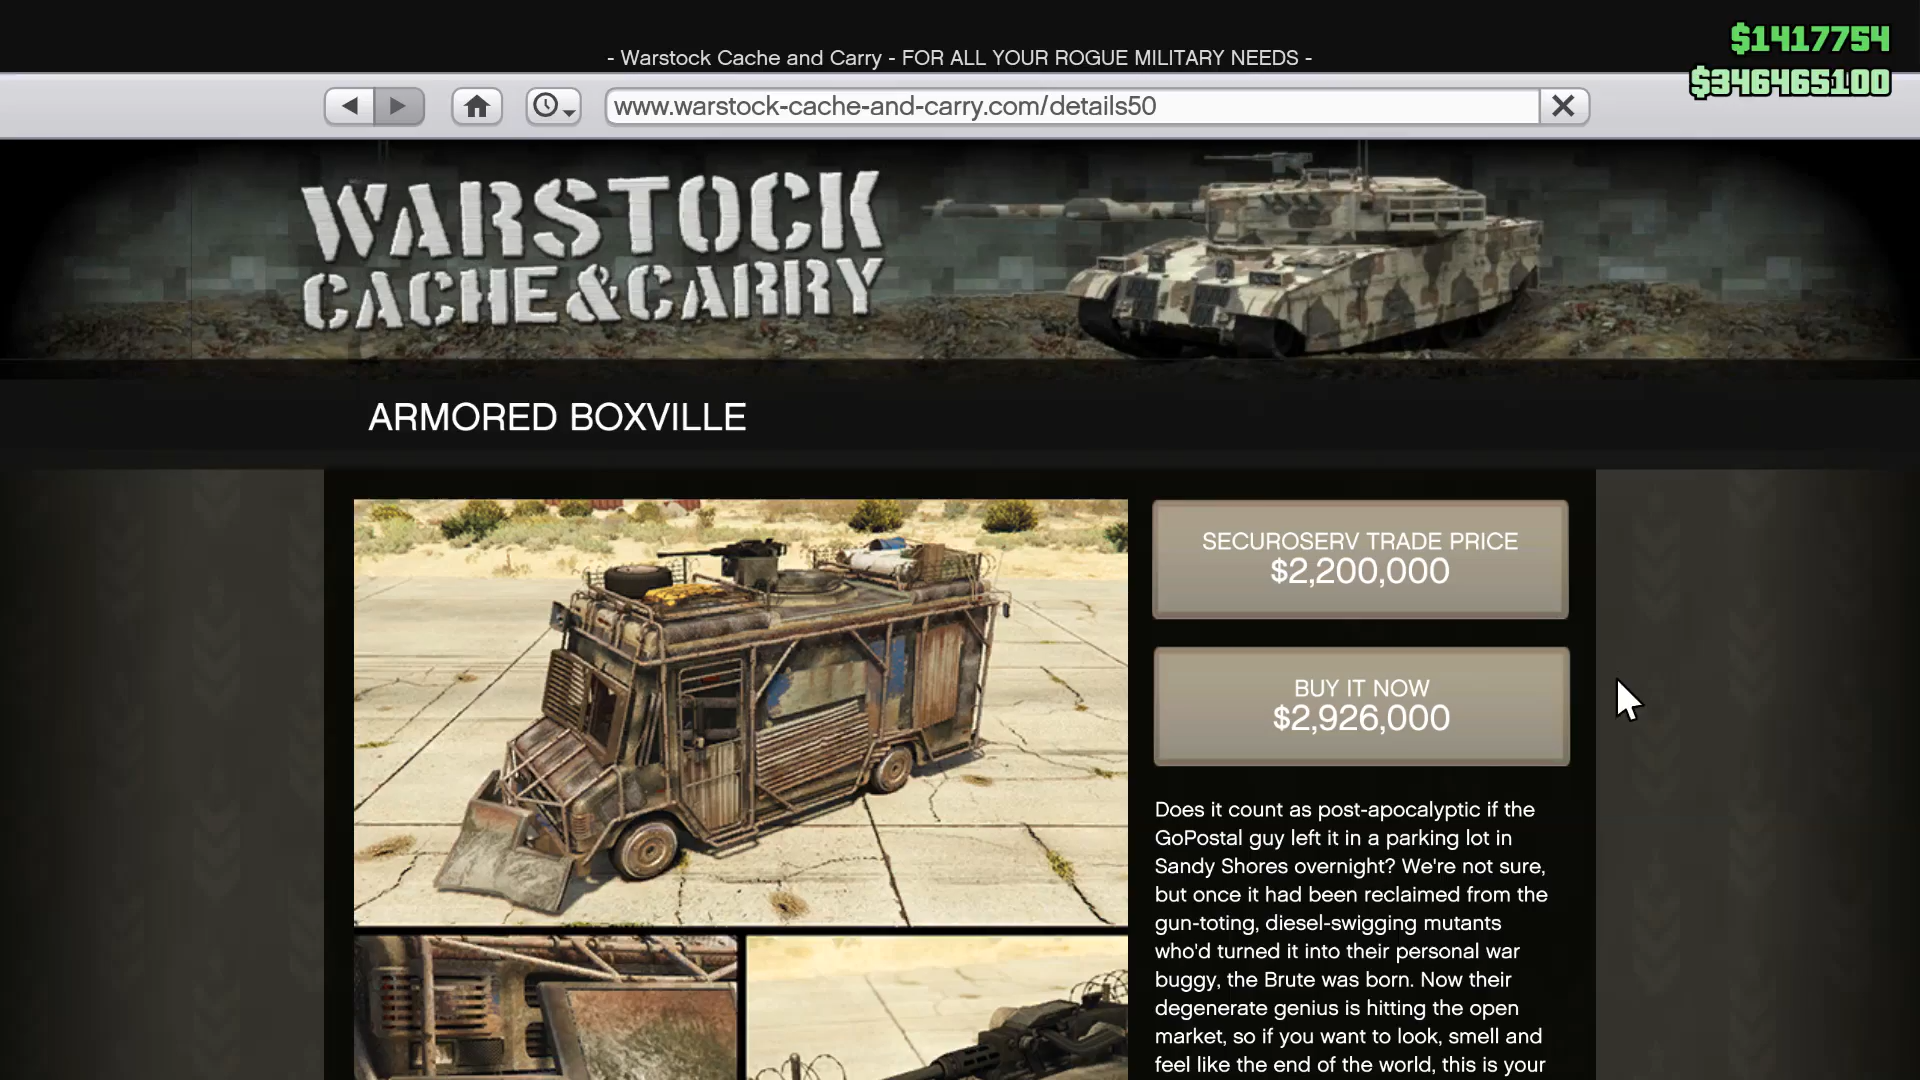 - Warstock Cache and Carry - FOR ALL YOUR ROGUE MILITARY NEEDS -
$1417754
$346465100
www.warstock-cache-and-carry.com/details50
WARSTOCK
CACHE & CARRY
ARMORED BOXVILLE
SECUROSERV TRADE PRICE
$2,200,000
BUY IT NOW
$2,926,000
Does it count as post-apocalyptic if the
GoPostal guy left it in a parking lot in
Sandy Shores overnight? We're not sure,
but once it had been reclaimed from the
gun-toting, diesel-swigging mutants
who'd turned it into their personal war
buggy, the Brute was born. Now their
degenerate genius is hitting the open
market, so if you want to look, smell and
feel like the end of the world, this is your